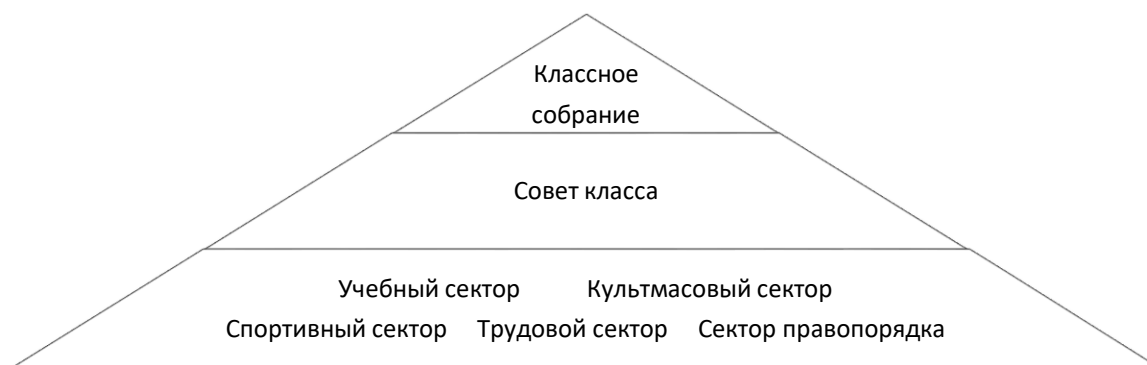 Классное
собрание
Совет класса
Учебный сектор Культмасовый сектор
Спортивный сектор Трудовой сектор Сектор правопорядка